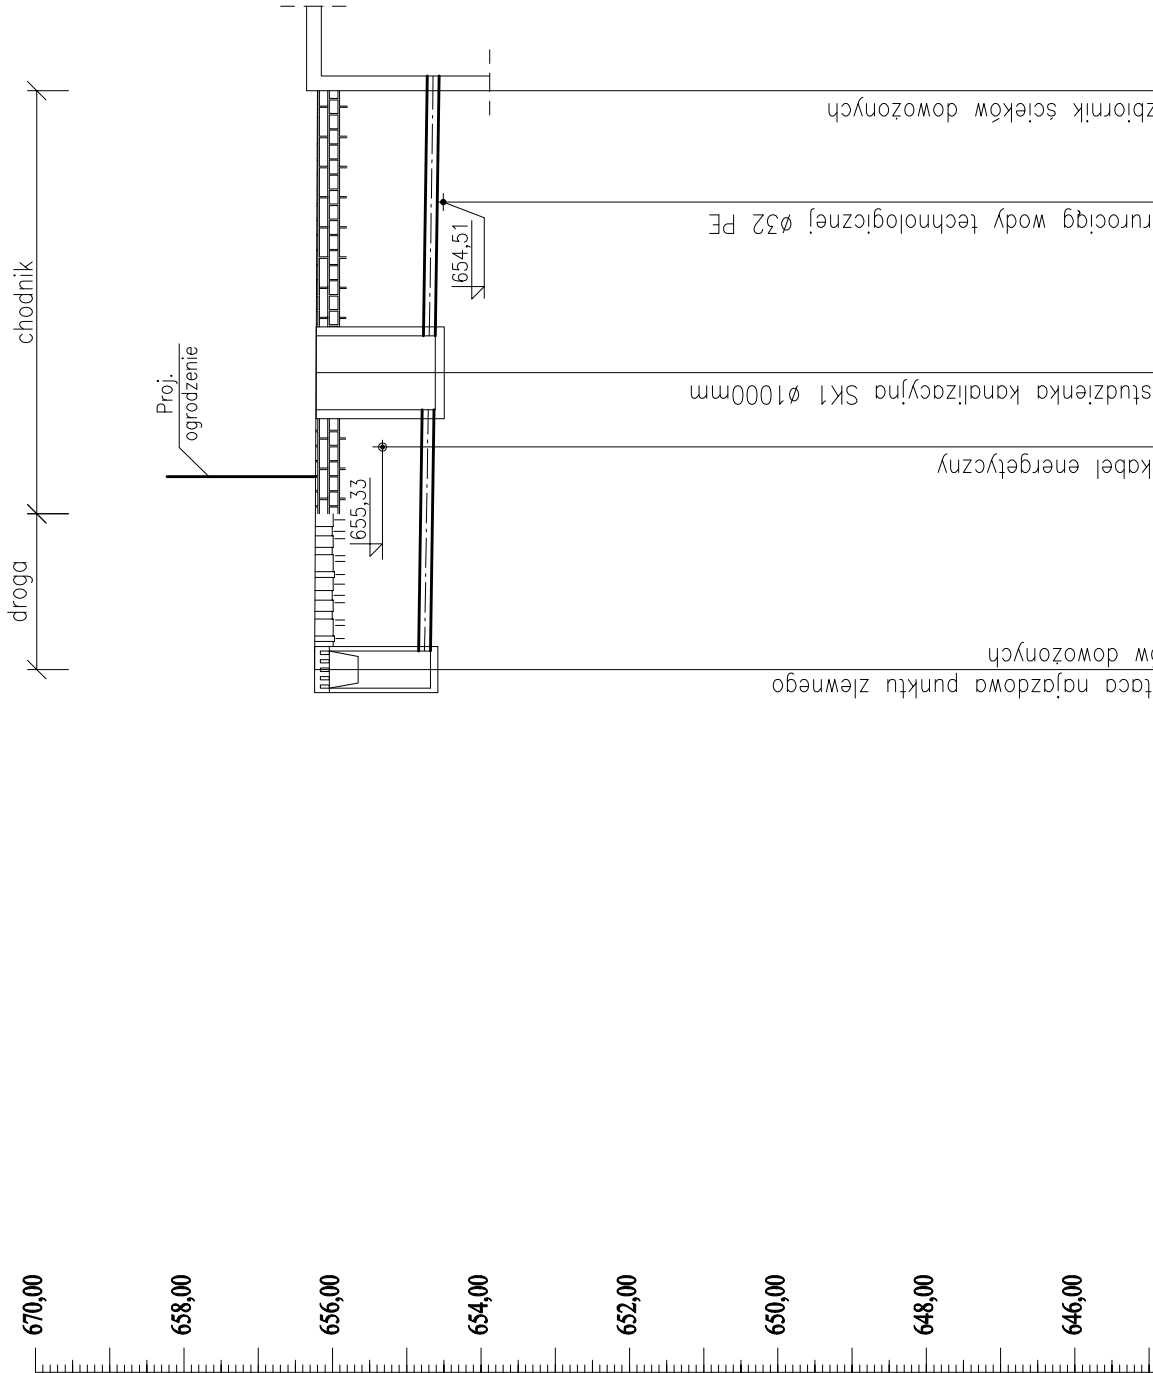 droga
chodnik
Proj.
ogrodzenie
655,33
654,51
taca najazdowa punktu zlewnego
dowożonych
kabel energetyczny
studzienka kanalizacyjna SK1 ø1000mm
rurociąg wody technologicznej ø32 PE
zbiornik ścieków dowożonych
670,00
658,00
656,00
654,00
652,00
650,00
648,00
646,00